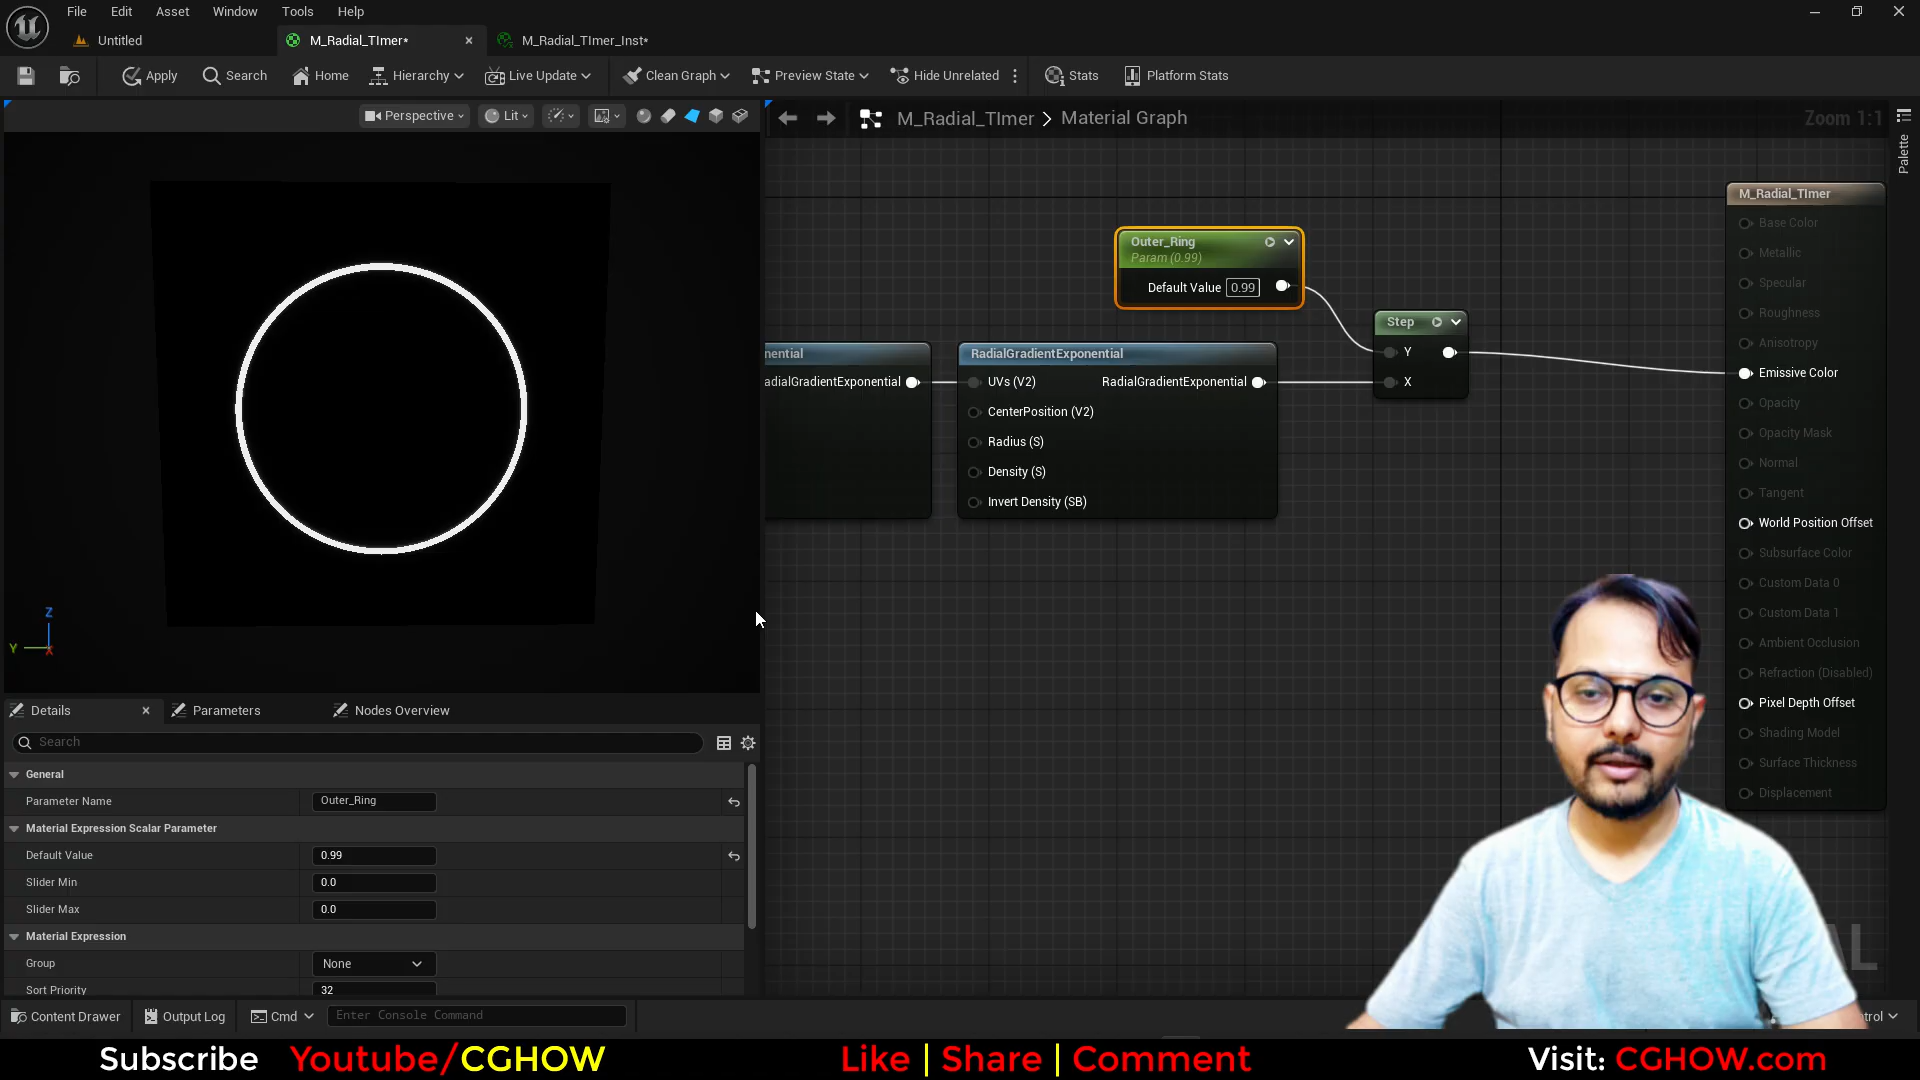 File Edit Asset Window Tools Help
Untitled M_Radial_TImer* M_Radial_TImer_Inst*
Apply Search Home Hierarchy Live Update Clean Graph Preview State Hide Unrelated Stats Platform Stats
Perspective Lit
M_Radial_TImer > Material Graph Zoom 1:1
Palette
M_Radial_TImer
Base Color
Metallic
Specular
Roughness
Anisotropy
Emissive Color
Opacity
Opacity Mask
Normal
Tangent
World Position Offset
Subsurface Color
Custom Data 0
Custom Data 1
Ambient Occlusion
Refraction (Disabled)
Pixel Depth Offset
Shading Model
Surface Thickness
Displacement
Outer_Ring
Param (0.99)
Default Value 0.99
Step
Y
X
nential
adialGradientExponential
RadialGradientExponential
UVs (V2) RadialGradientExponential
CenterPosition (V2)
Radius (S)
Density (S)
Invert Density (SB)
Z
Y X
Details Parameters Nodes Overview
Search
General
Parameter Name Outer_Ring
Material Expression Scalar Parameter
Default Value 0.99
Slider Min 0.0
Slider Max 0.0
Material Expression
Group None
Sort Priority 32
AL
Content Drawer Output Log Cmd Enter Console Command
trol
Subscribe Youtube/CGHOW Like | Share | Comment Visit: CGHOW.com